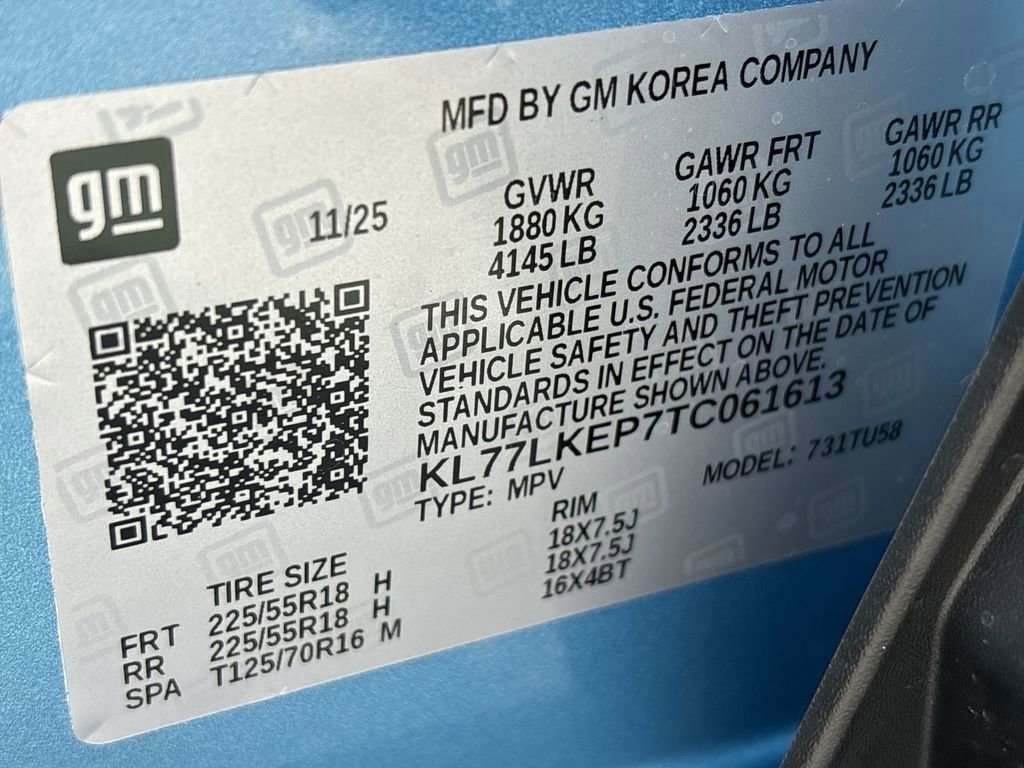 MFD BY GM KOREA COMPANY
gm
11/25
GVWR
1880 KG
4145 LB
GAWR FRT
1060 KG
2336 LB
GAWR RR
1060 KG
2336 LB
THIS VEHICLE CONFORMS TO ALL
APPLICABLE U.S. FEDERAL MOTOR
VEHICLE SAFETY AND THEFT PREVENTION
STANDARDS IN EFFECT ON THE DATE OF
MANUFACTURE SHOWN ABOVE.
KL77LKEP7TC061613
TYPE: MPV
MODEL: 731TU58
TIRE SIZE
RIM
FRT 225/55R18 H 18X7.5J
RR 225/55R18 H 18X7.5J
SPA T125/70R16 M 16X4BT